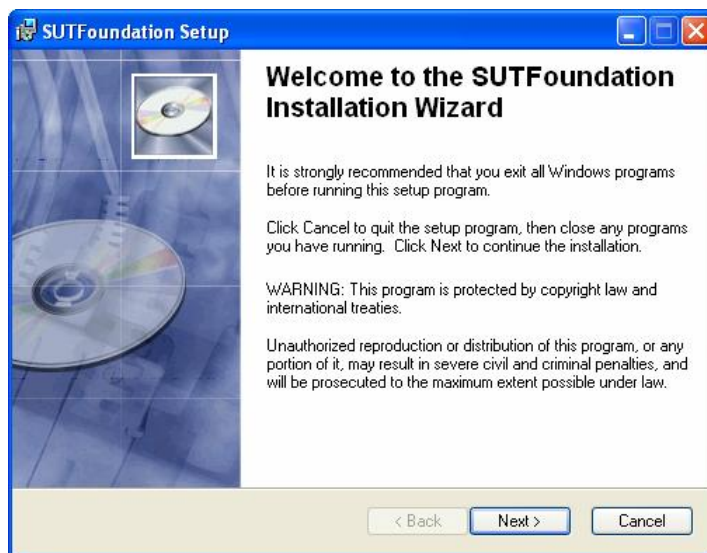 SUTFoundation Setup
Welcome to the SUTFoundation
Installation Wizard
It is strongly recommended that you exit all Windows programs
before running this setup program.
Click Cancel to quit the setup program, then close any programs
you have running.  Click Next to continue the installation.
WARNING: This program is protected by copyright law and
international treaties.
Unauthorized reproduction or distribution of this program, or any
portion of it, may result in severe civil and criminal penalties, and
will be prosecuted to the maximum extent possible under law.
< Back Next > Cancel